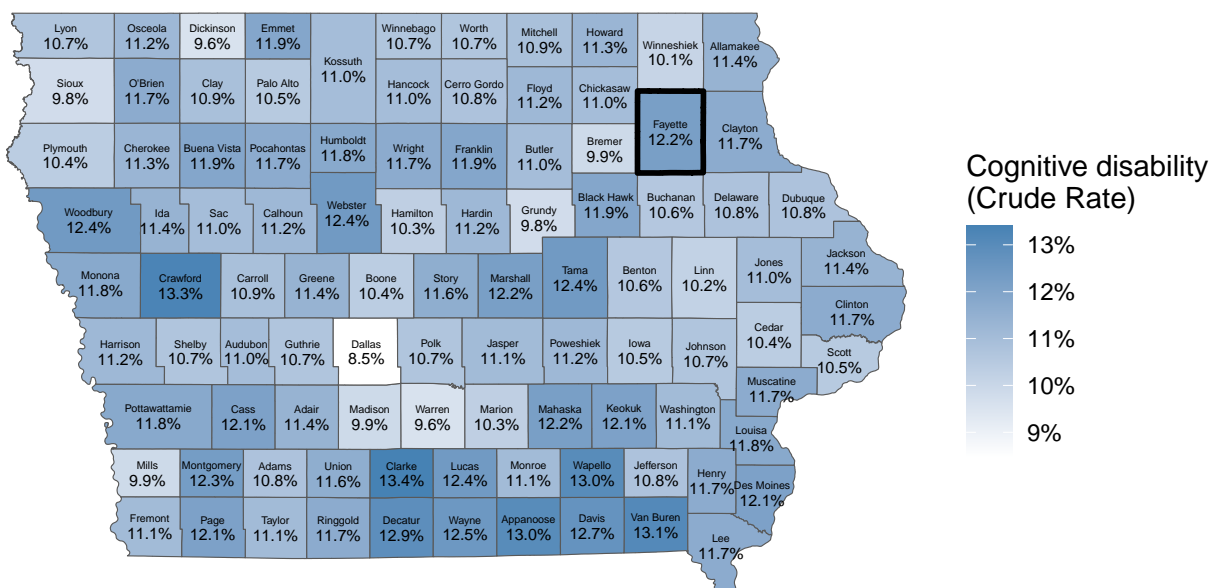 Lyon
10.7%
Osceola
11.2%
Dickinson
9.6%
Emmet
11.9%
Kossuth
11.0%
Winnebago
10.7%
Worth
10.7%
Mitchell
10.9%
Howard
11.3%
Winneshiek
10.1%
Allamakee
11.4%
Sioux
9.8%
O'Brien
11.7%
Clay
10.9%
Palo Alto
10.5%
Hancock
11.0%
Cerro Gordo
10.8%
Floyd
11.2%
Chickasaw
11.0%
Fayette
12.2%
Clayton
11.7%
Plymouth
10.4%
Cherokee
11.3%
Buena Vista
11.9%
Pocahontas
11.7%
Humboldt
11.8%
Wright
11.7%
Franklin
11.9%
Butler
11.0%
Bremer
9.9%
Woodbury
12.4%
Ida
11.4%
Sac
11.0%
Calhoun
11.2%
Webster
12.4%
Hamilton
10.3%
Hardin
11.2%
Grundy
9.8%
Black Hawk
11.9%
Buchanan
10.6%
Delaware
10.8%
Dubuque
10.8%
Monona
11.8%
Crawford
13.3%
Carroll
10.9%
Greene
11.4%
Boone
10.4%
Story
11.6%
Marshall
12.2%
Tama
12.4%
Benton
10.6%
Linn
10.2%
Jones
11.0%
Jackson
11.4%
Clinton
11.7%
Harrison
11.2%
Shelby
10.7%
Audubon
11.0%
Guthrie
10.7%
Dallas
8.5%
Polk
10.7%
Jasper
11.1%
Poweshiek
11.2%
Iowa
10.5%
Johnson
10.7%
Cedar
10.4%
Scott
10.5%
Muscatine
11.7%
Pottawattamie
11.8%
Cass
12.1%
Adair
11.4%
Madison
9.9%
Warren
9.6%
Marion
10.3%
Mahaska
12.2%
Keokuk
12.1%
Washington
11.1%
Louisa
11.8%
Mills
9.9%
Montgomery
12.3%
Adams
10.8%
Union
11.6%
Clarke
13.4%
Lucas
12.4%
Monroe
11.1%
Wapello
13.0%
Jefferson
10.8%
Henry
11.7%
Des Moines
12.1%
Fremont
11.1%
Page
12.1%
Taylor
11.1%
Ringgold
11.7%
Decatur
12.9%
Wayne
12.5%
Appanoose
13.0%
Davis
12.7%
Van Buren
13.1%
Lee
11.7%
Cognitive disability
(Crude Rate)
13%
12%
11%
10%
9%